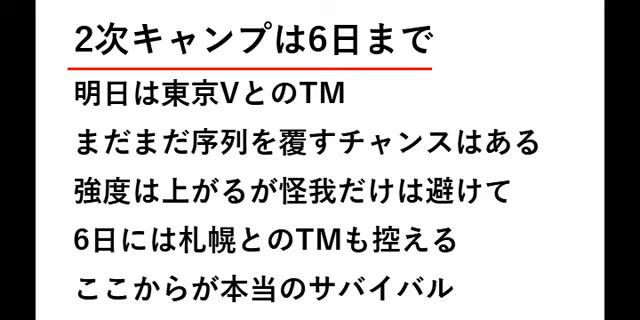 2次キャンプは6日まで
明日は東京VとのTM
まだまだ序列を覆すチャンスはある
強度は上がるが怪我だけは避けて
6日には札幌とのTMも控える
ここからが本当のサバイバル